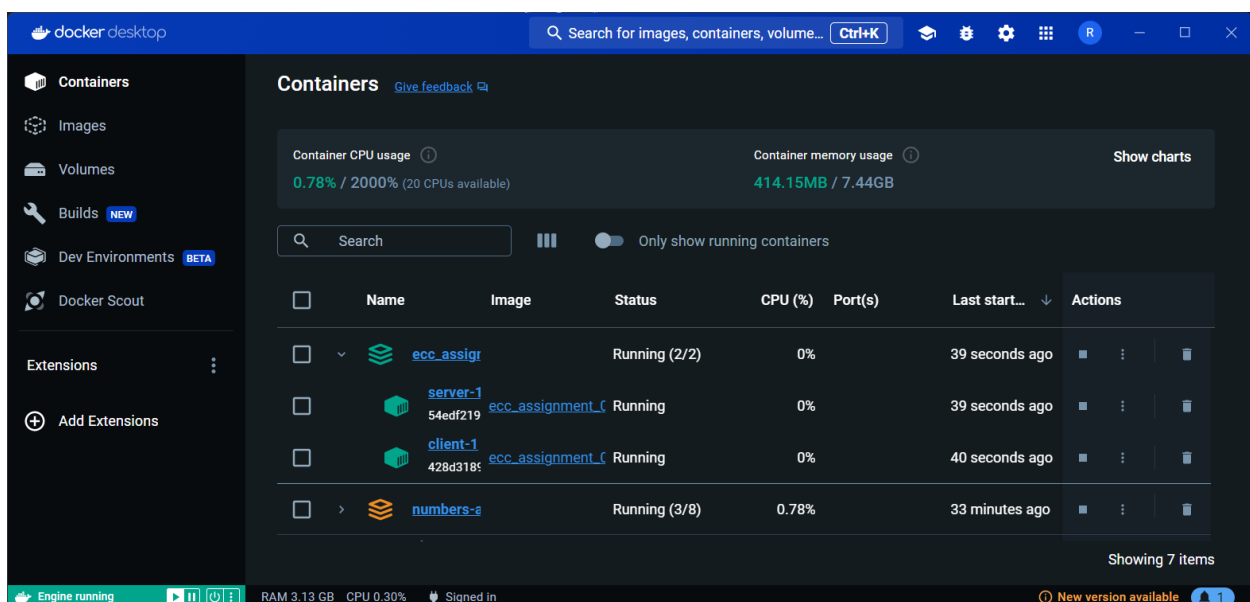 docker desktop
Search for images, containers, volume... Ctrl+K
R
Containers
Images
Volumes
Builds NEW
Dev Environments BETA
Docker Scout
Extensions
Add Extensions
Containers Give feedback
Container CPU usage
0.78% / 2000% (20 CPUs available)
Container memory usage
414.15MB / 7.44GB
Show charts
Search
Only show running containers
Name Image Status CPU (%) Port(s) Last start... Actions
ecc_assign Running (2/2) 0% 39 seconds ago
server-1
54edf219 ecc_assignment_0 Running 0% 39 seconds ago
client-1
428d3189 ecc_assignment_0 Running 0% 40 seconds ago
numbers-a Running (3/8) 0.78% 33 minutes ago
Showing 7 items
Engine running
RAM 3.13 GB CPU 0.30% Signed in
New version available 1